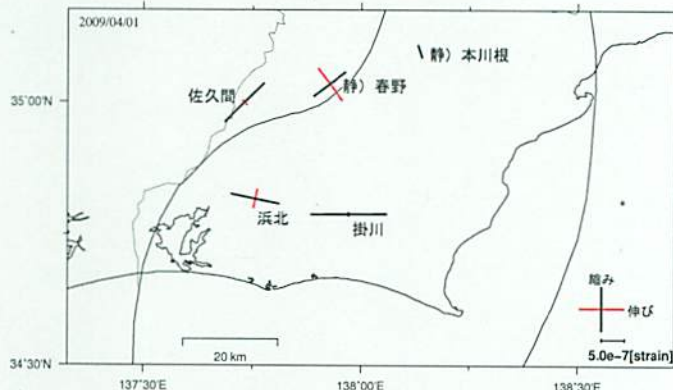 2009/04/01
静）本川根
佐久間
静）春野
35°00'N
浜北
掛川
縮み
伸び
20 km
5.0e-7[strain]
34°30'N
137°30'E
138°00'E
138°30'E